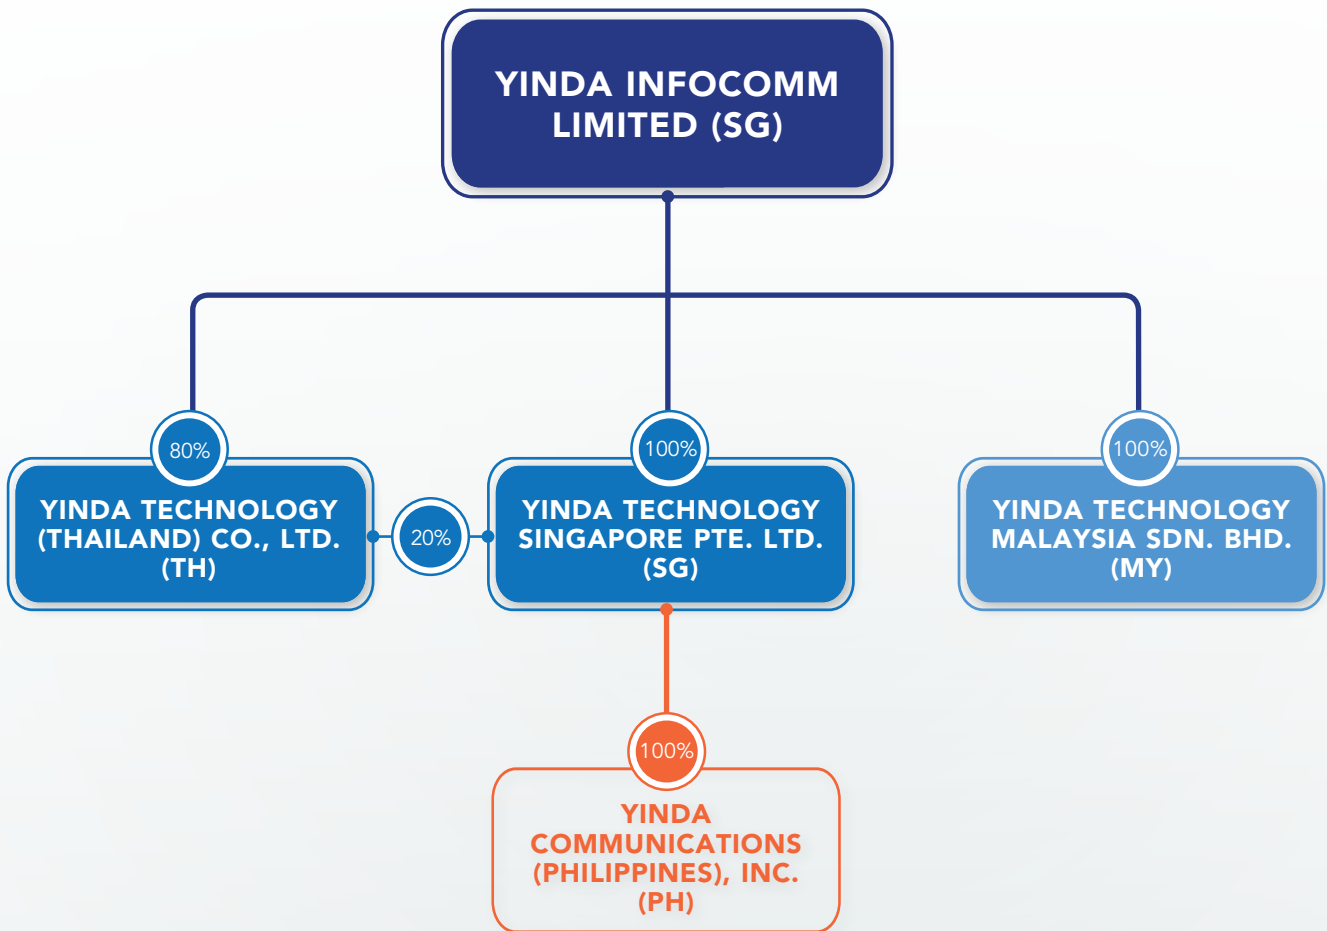 YINDA INFOCOMM
LIMITED (SG)
80%
100%
100%
YINDA TECHNOLOGY
(THAILAND) CO., LTD.
(TH)
20%
YINDA TECHNOLOGY
SINGAPORE PTE. LTD.
(SG)
YINDA TECHNOLOGY
MALAYSIA SDN. BHD.
(MY)
100%
YINDA
COMMUNICATIONS
(PHILIPPINES), INC.
(PH)